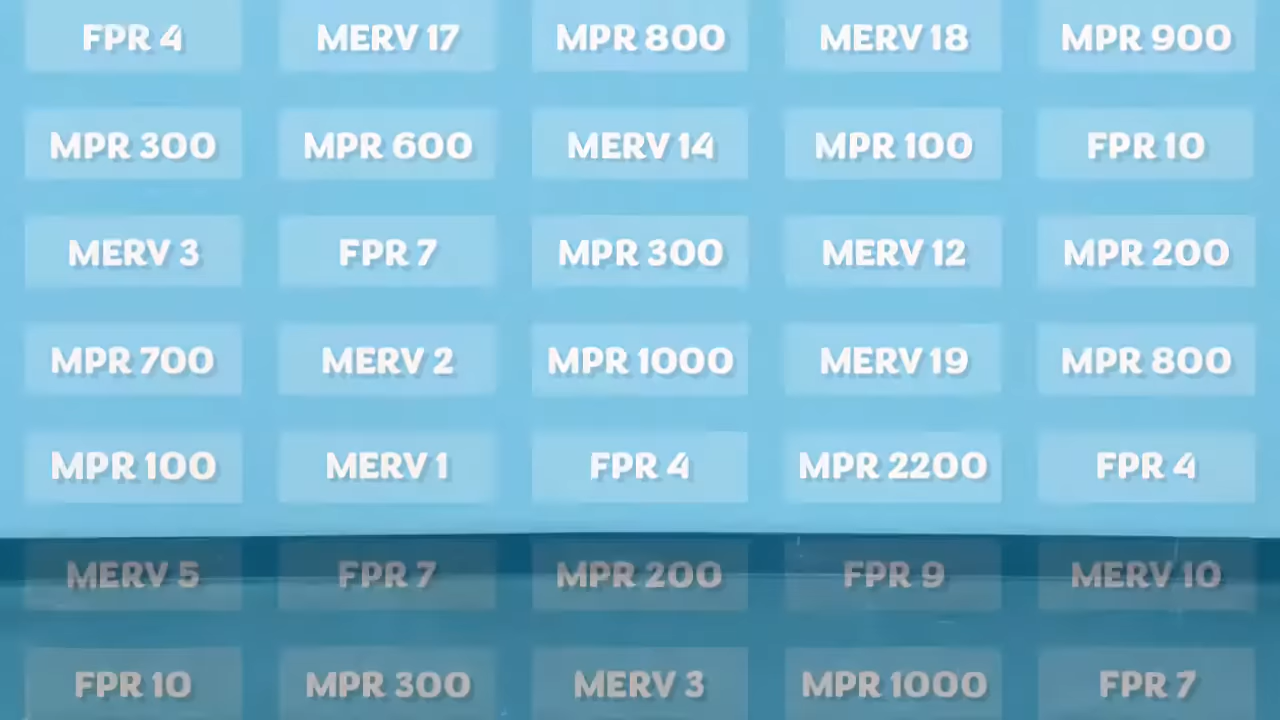 FPR 4 MERV 17 MPR 800 MERV 18 MPR 900
MPR 300 MPR 600 MERV 14 MPR 100 FPR 10
MERV 3 FPR 7 MPR 300 MERV 12 MPR 200
MPR 700 MERV 2 MPR 1000 MERV 19 MPR 800
MPR 100 MERV 1 FPR 4 MPR 2200 FPR 4
MERV 5 FPR 7 MPR 200 FPR 9 MERV 10
FPR 10 MPR 300 MERV 3 MPR 1000 FPR 7